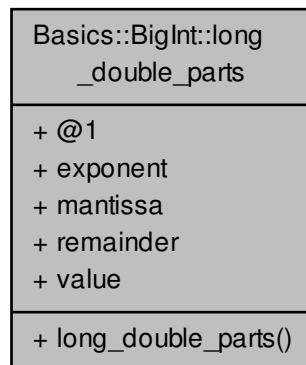 Basics::BigInt::long
_double_parts
+ @1
+ exponent
+ mantissa
+ remainder
+ value
+ long_double_parts()